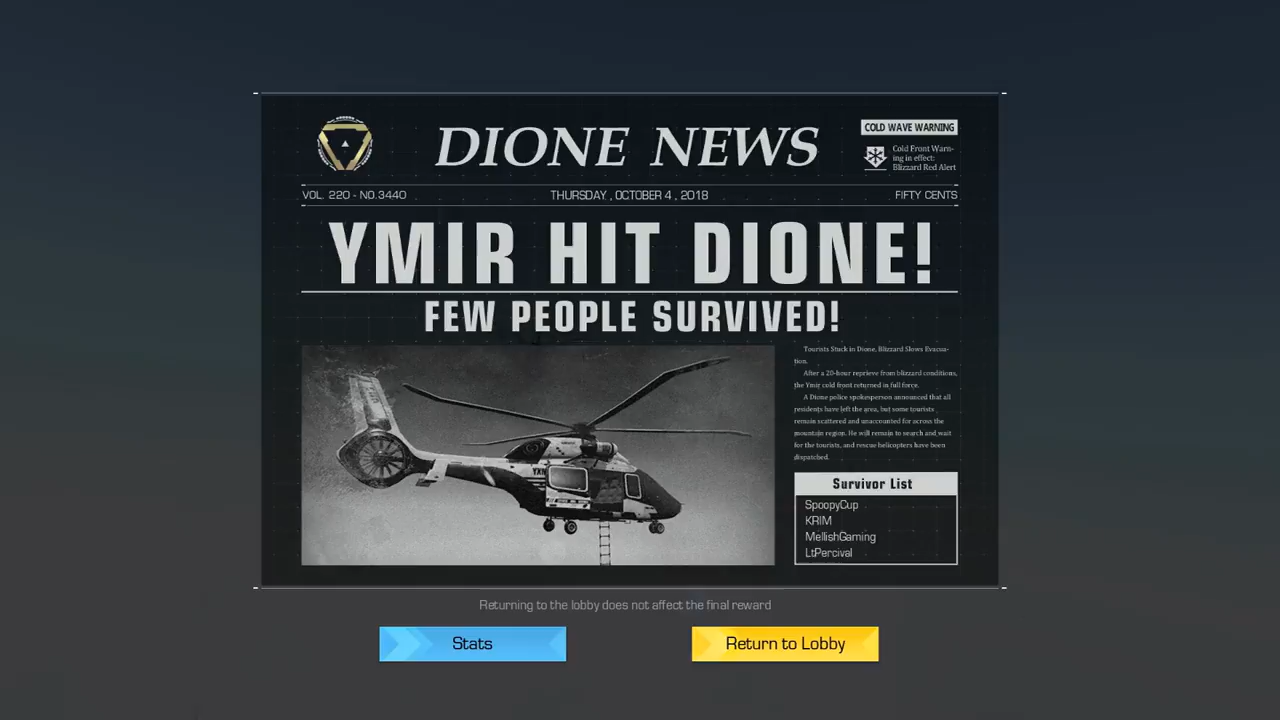 DIONE NEWS
COLD WAVE WARNING
Cold Front Warn-
ing in effect:
Blizzard Red Alert
VOL. 220 - NO.3440
THURSDAY , OCTOBER 4 , 2018
FIFTY CENTS
YMIR HIT DIONE!
FEW PEOPLE SURVIVED!
Tourists Stuck in Dione, Blizzard Slows Evacua-
tion.
After a 20-hour reprieve from blizzard conditions,
the Ymir cold front returned in full force.
A Dione police spokesperson announced that all
residents have left the area, but some tourists
remain scattered and unaccounted for across the
mountain region. He will remain to search and wait
for the tourists, and rescue helicopters have been
dispatched.
Survivor List
SpoopyCup
KRIM
MellishGaming
LtPercival
Returning to the lobby does not affect the final reward
Stats
Return to Lobby